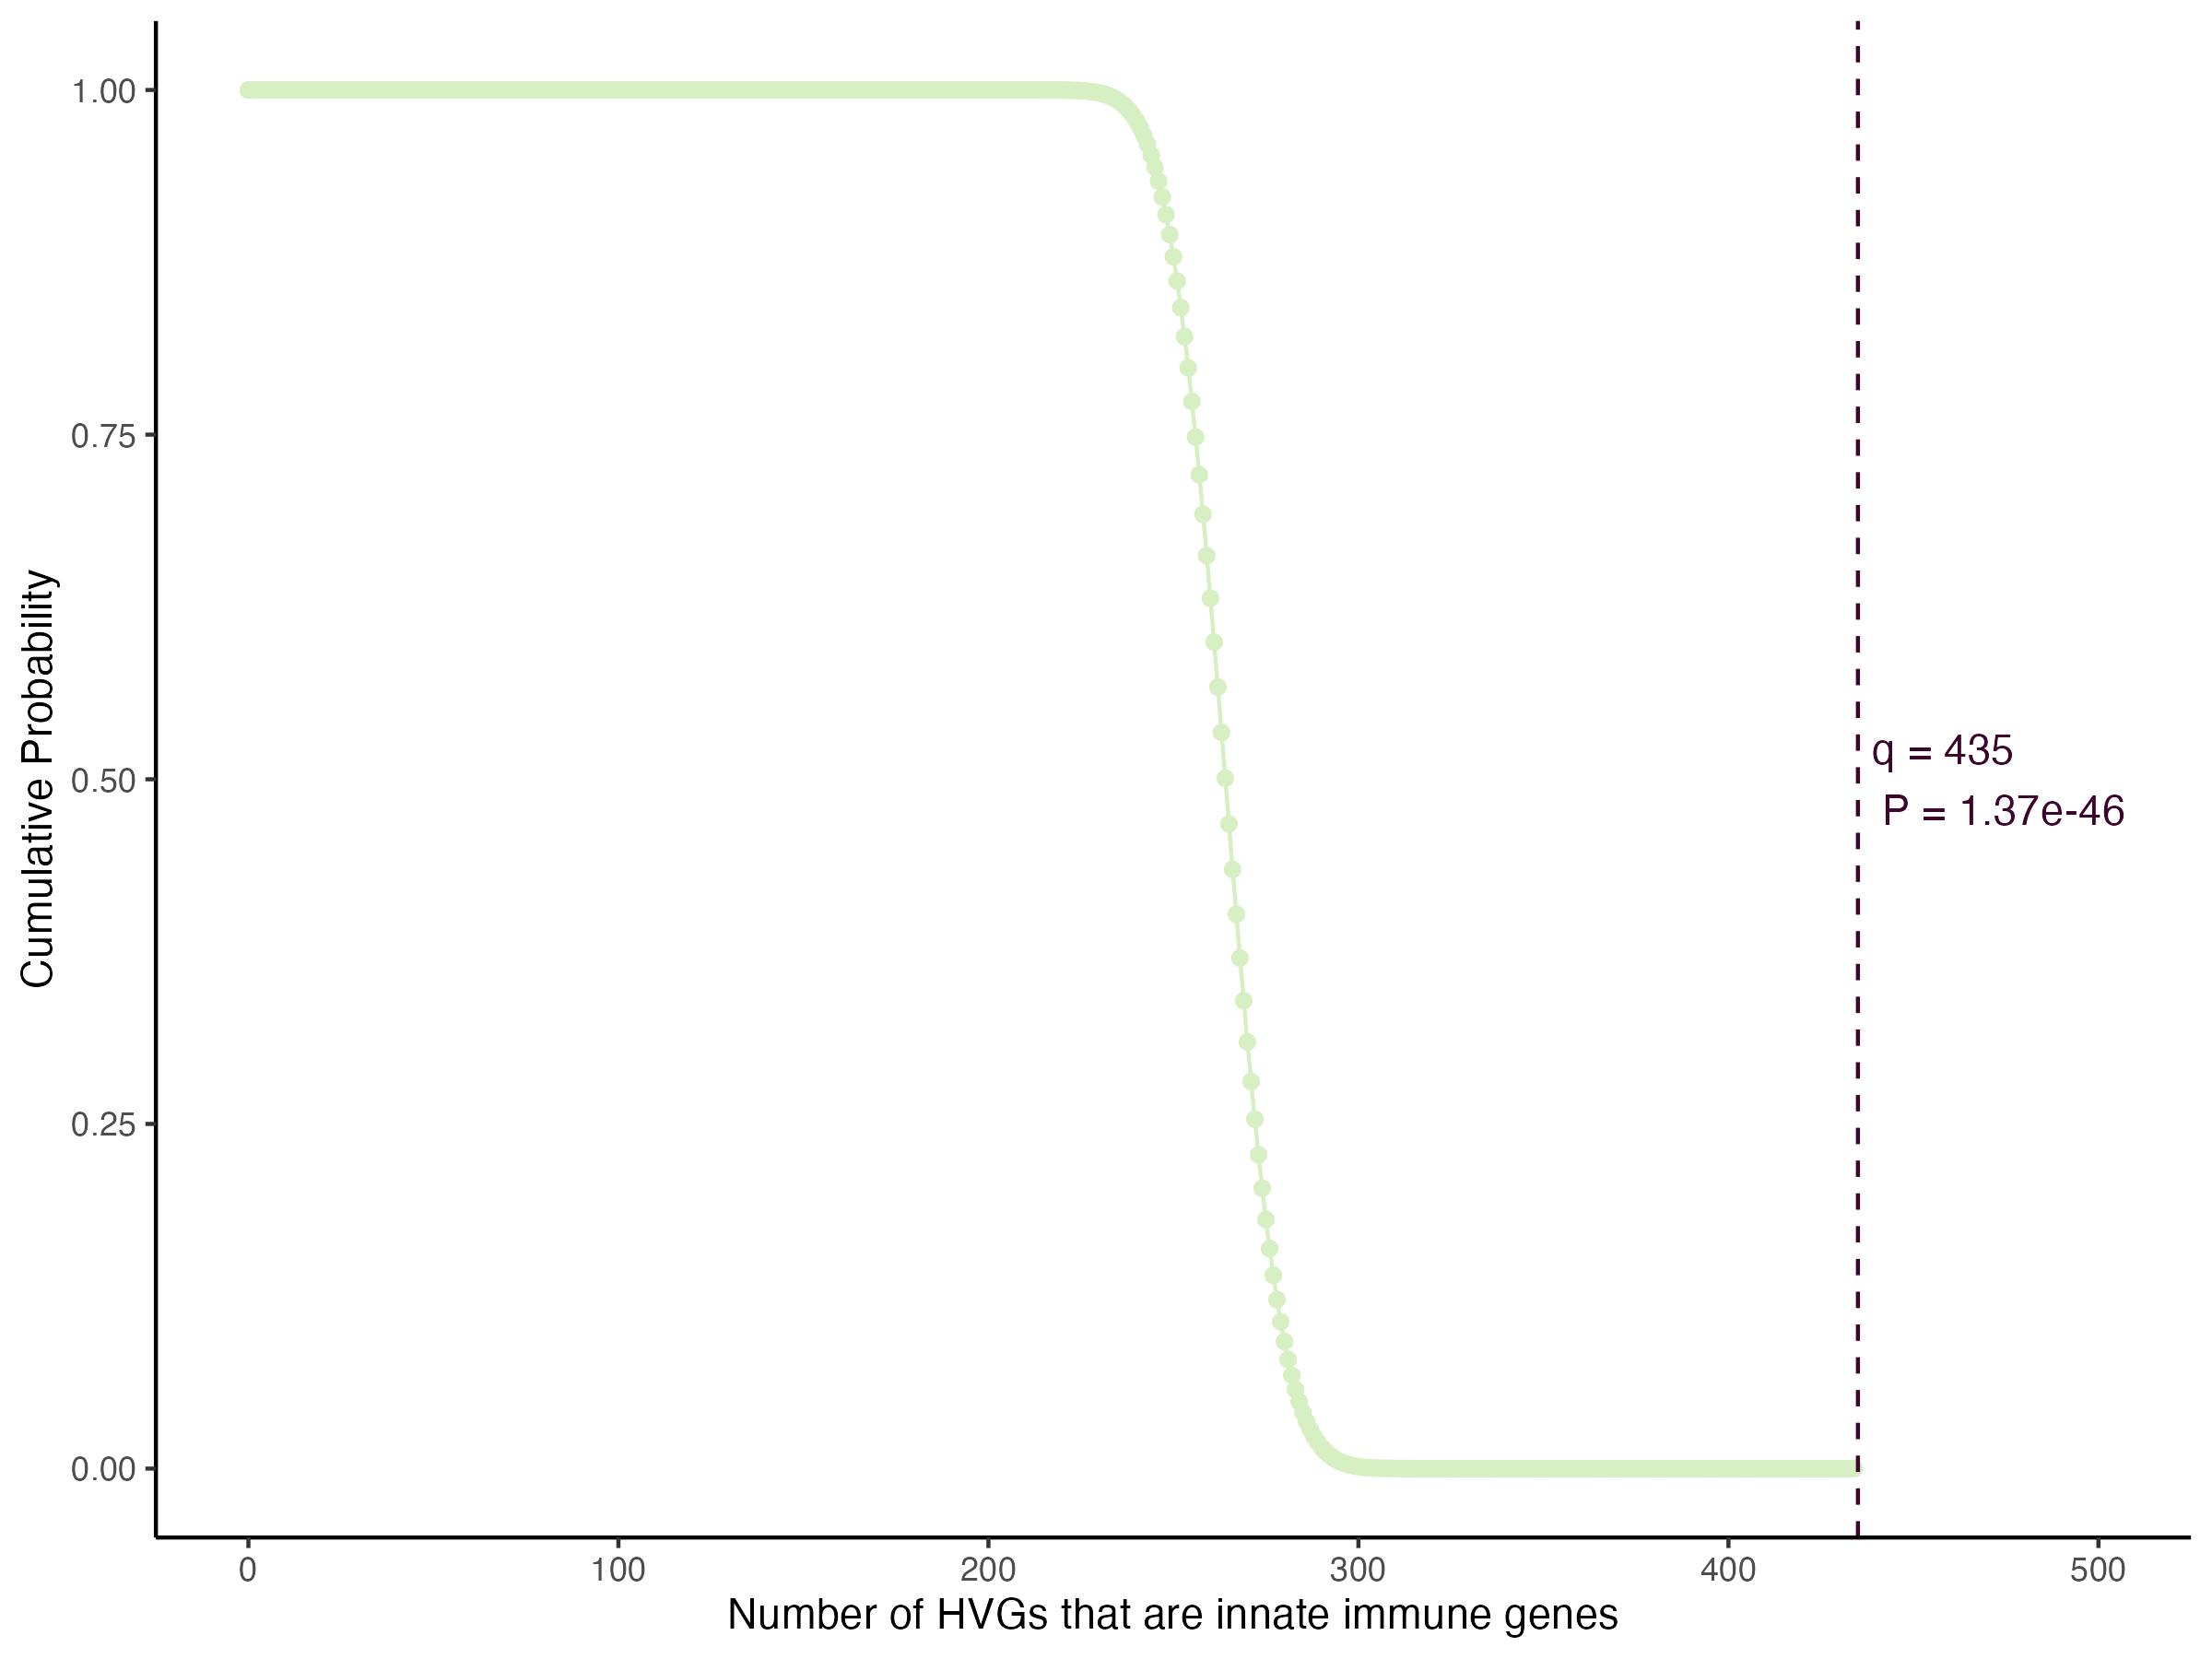 1.00
0.75
0.50
0.25
0.00
Cumulative Probability
q = 435
P = 1.37e-46
0 100 200 300 400 500
Number of HVGs that are innate immune genes